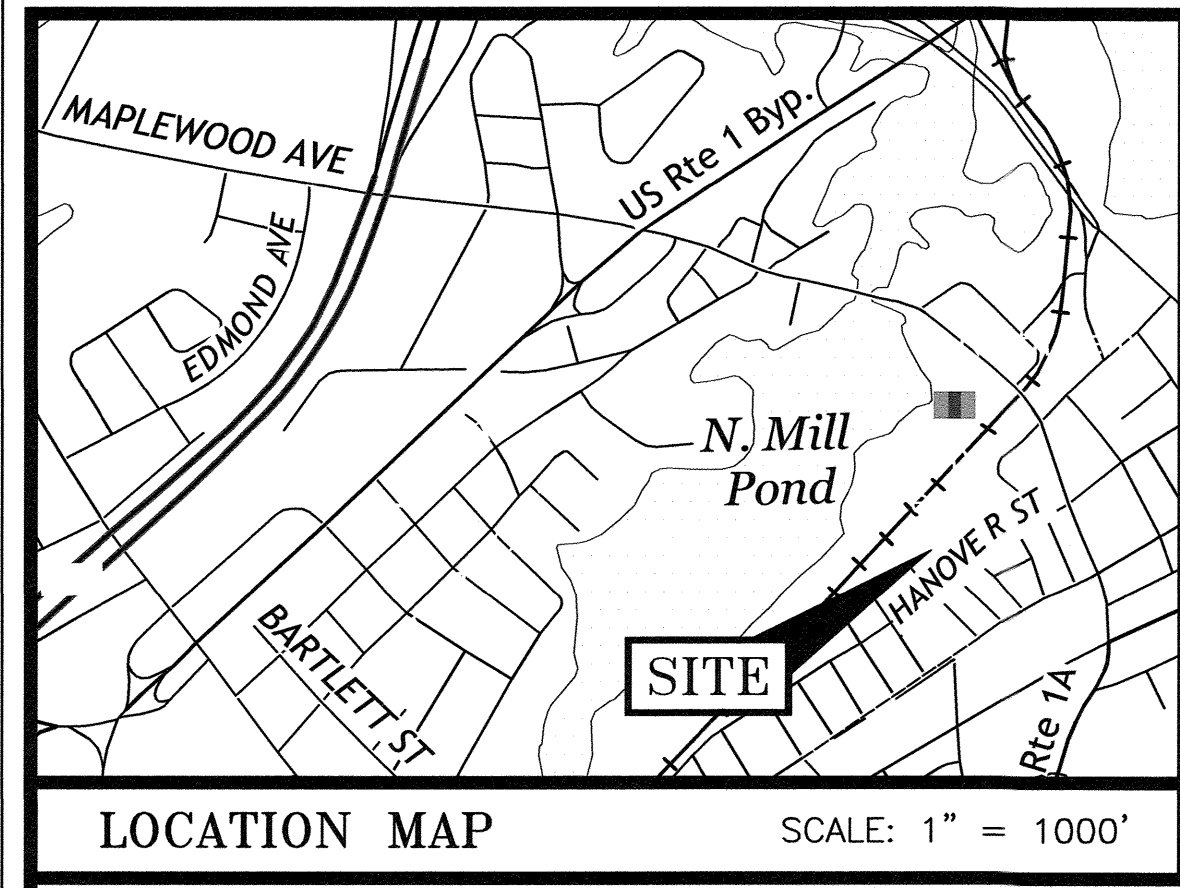 MAPLEWOOD AVE
US Rte 1 Byp.
EDMOND AVE
N. Mill
Pond
HANOVE R ST
BARTLETT ST
SITE
Rte 1A
LOCATION MAP
SCALE: 1" = 1000'